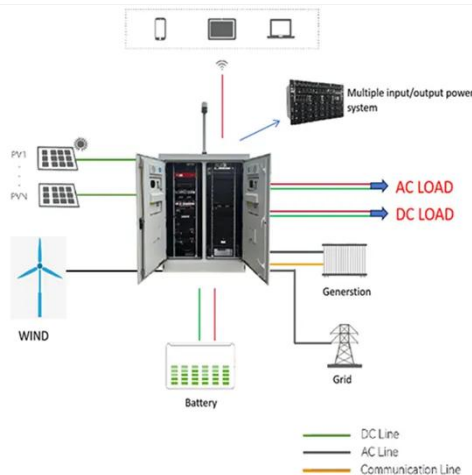 Multiple input/output power
system
PV1
PVN
AC LOAD
DC LOAD
WIND
Generstion
Grid
Battery
DC Line
AC Line
Communication Line